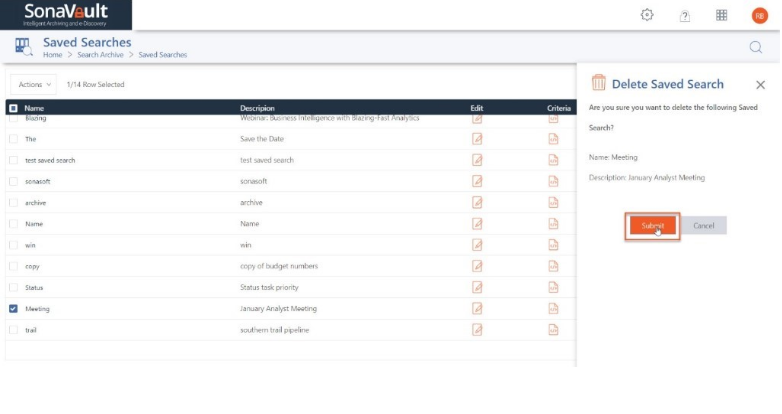 SonaVault
Intelligent Archiving and e-Discovery
RB
Saved Searches
Home > Search Archive > Saved Searches
Actions
1/14 Row Selected
Name Descripion Edit Criteria
Blazing Webinar: Business Intelligence with Blazing-Fast Analytics
The Save the Date
test saved search test saved search
sonasoft sonasoft
archive archive
Name Name
win win
copy copy of budget numbers
Status Status task priority
Meeting January Analyst Meeting
trail southern trail pipeline
Delete Saved Search
Are you sure you want to delete the following Saved
Search?
Name: Meeting
Description: January Analyst Meeting
Submit Cancel